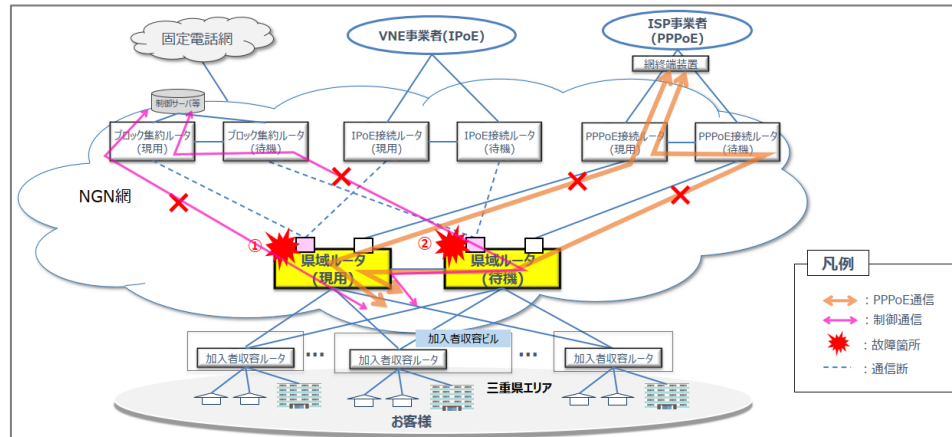 固定電話網
VNE事業者(IPoE)
ISP事業者
(PPPoE)
網終端装置
制御サーバ等
ブロック集約ルータ
(現用)
ブロック集約ルータ
(待機)
IPoE接続ルータ
(現用)
IPoE接続ルータ
(待機)
PPPoE接続ルータ
(現用)
PPPoE接続ルータ
(待機)
NGN網
①
②
県域ルータ
(現用)
県域ルータ
(待機)
凡例
：PPPoE通信
：制御通信
：故障箇所
：通信断
加入者収容ビル
加入者収容ルータ
…
加入者収容ルータ
…
加入者収容ルータ
三重県エリア
お客様